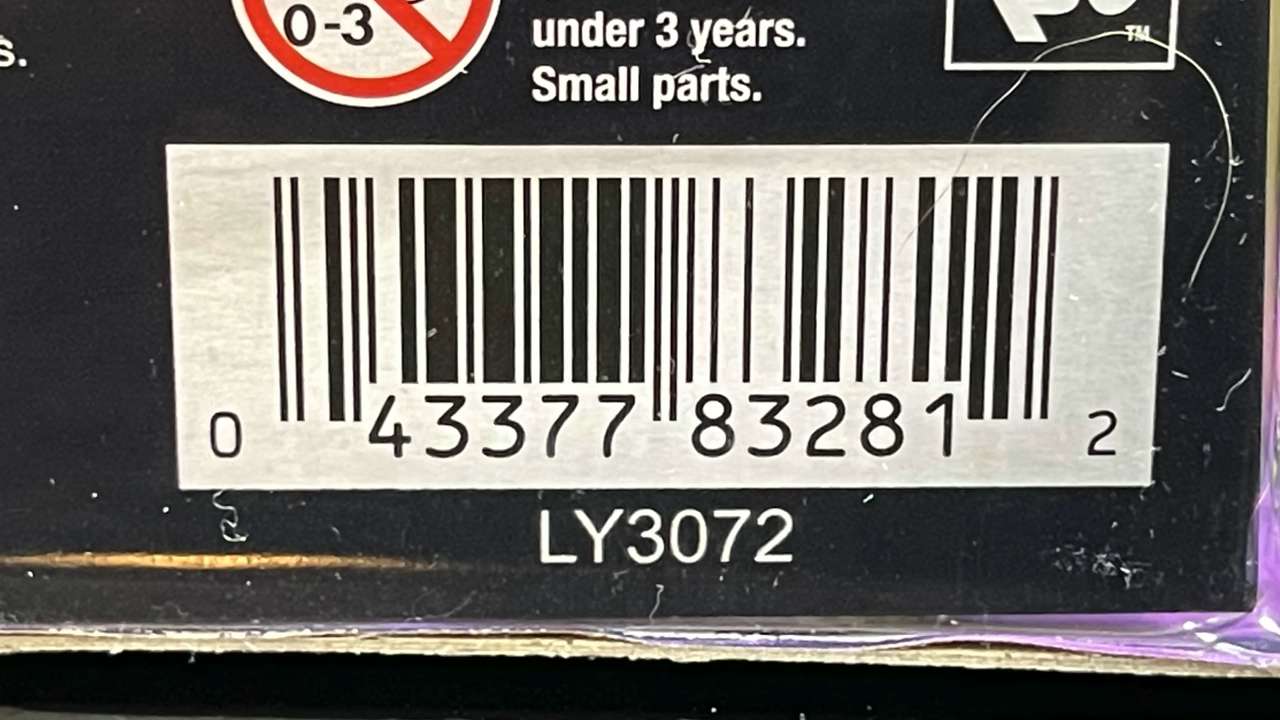 s.
0-3
under 3 years.
Small parts.
TM
0 43377 83281 2
LY3072